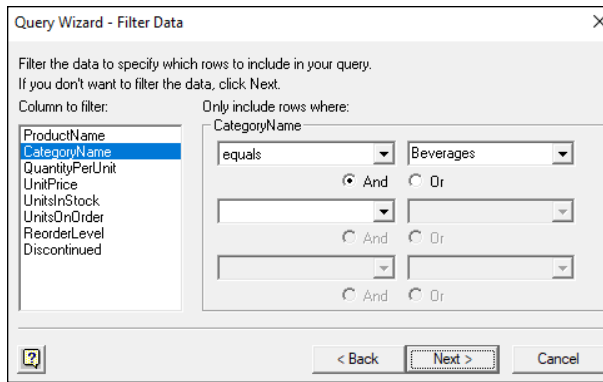 Query Wizard - Filter Data
Filter the data to specify which rows to include in your query.
If you don't want to filter the data, click Next.
Column to filter:
Only include rows where:
ProductName
CategoryName
QuantityPerUnit
UnitPrice
UnitsInStock
UnitsOnOrder
ReorderLevel
Discontinued
CategoryName
equals Beverages
And Or
And Or
And Or
?
< Back Next > Cancel